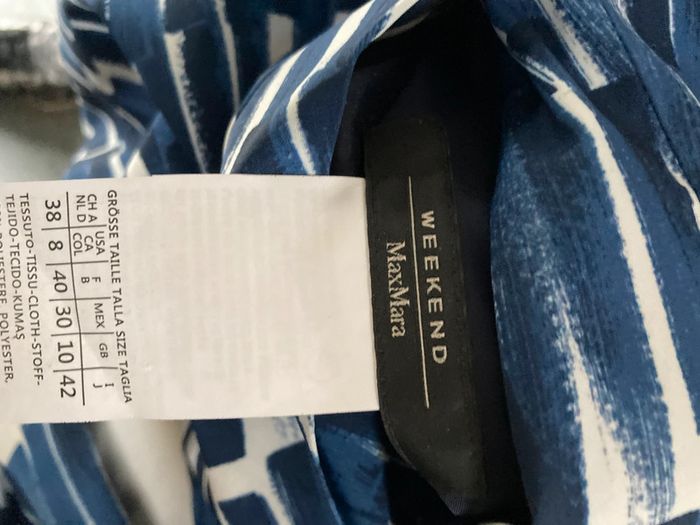 WEEKEND
MaxMara
GRÖSSE TAILLE TALLA SIZE TAGLIA
CH A USA F MEX GB I
NL D CA COL B J
38 8 40 30 10 42
TESSUTO-TISSU-CLOTH-STOFF-
TEJIDO-TECIDO-KUMAŞ
POLYESTER.